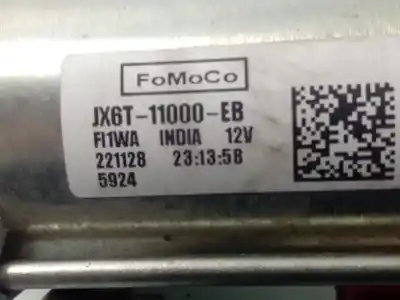 FoMoCo
JX6T-11000-EB
FI1WA INDIA 12V
221128 23:13:58
5924